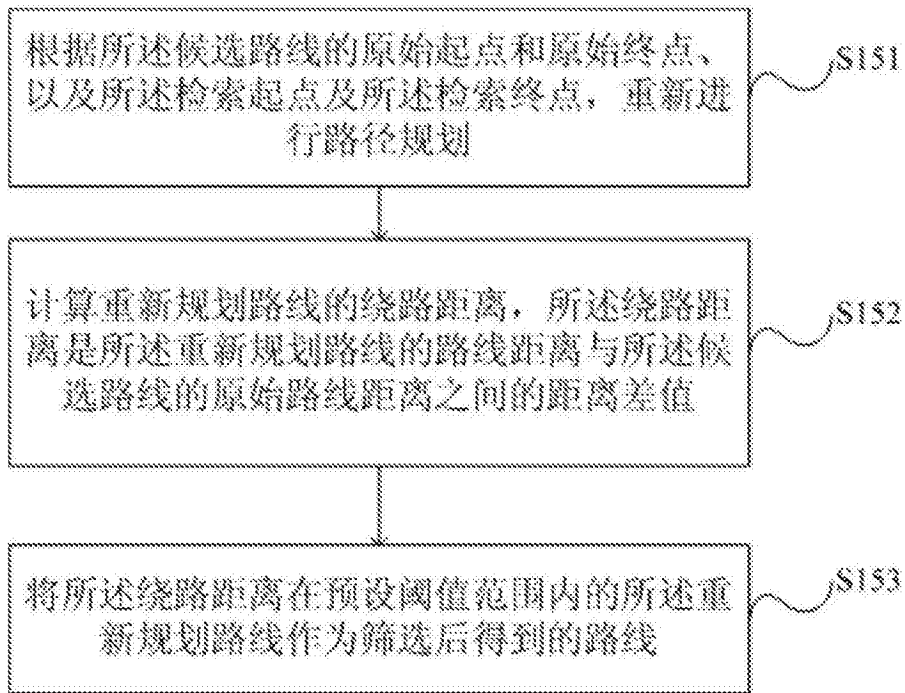 根据所述候选路线的原始起点和原始终点、
以及所述检索起点及所述检索终点，重新进
行路径规划
S151
计算重新规划路线的绕路距离，所述绕路距
离是所述重新规划路线的路线距离与所述候
选路线的原始路线距离之间的距离差值
S152
将所述绕路距离在预设阈值范围内的所述重
新规划路线作为筛选后得到的路线
S153